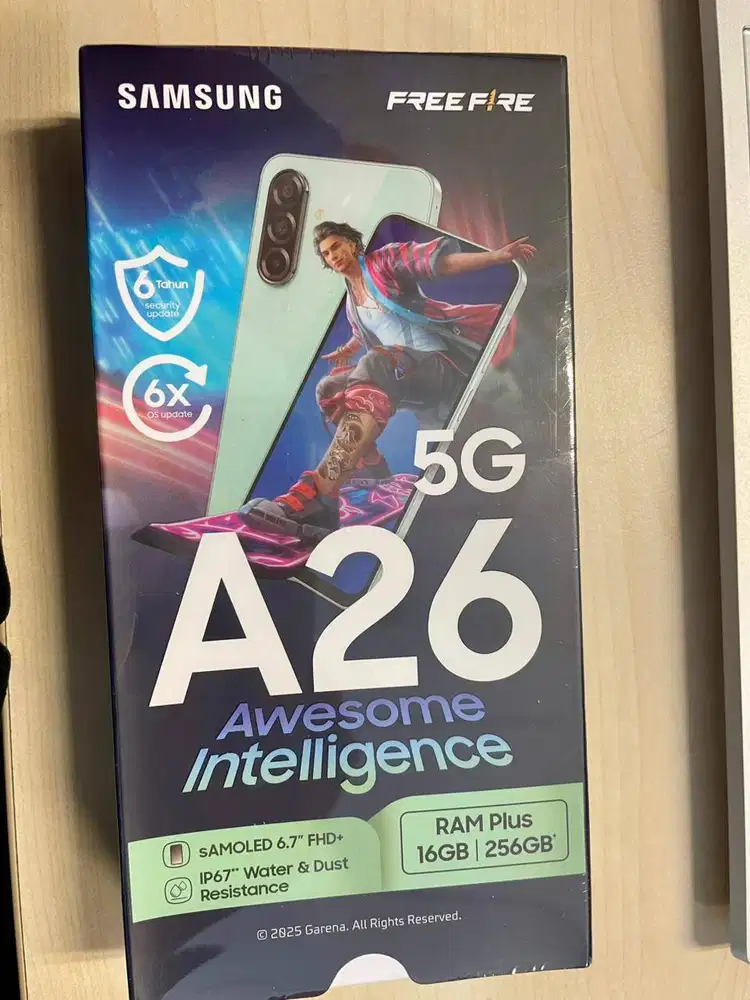 SAMSUNG
FREE FIRE
6 Tahun
security
update
6X
OS update
5G
A26
Awesome
Intelligence
sAMOLED 6.7" FHD+
IP67** Water & Dust
Resistance
RAM Plus
16GB | 256GB*
© 2025 Garena. All Rights Reserved.